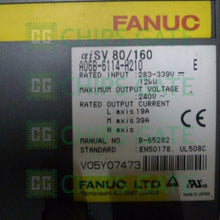 FANUC
αiSV 80/160
A06B-6114-H210 E
RATED INPUT: 283-339V
12kW
MAXIMUM OUTPUT VOLTAGE
240V~
RATED OUTPUT CURRENT
L axis 19A
M axis 39A
N axis
MANUAL NO. B-65282
STANDARD EN50178, UL508C
V05Y07473
FANUC LTD